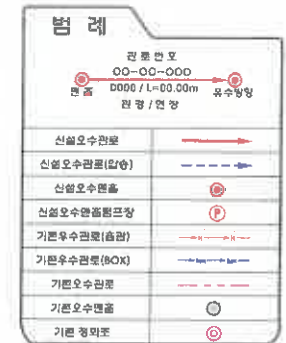 범 례
관로번호
OO-OO-OOO
D000 / L=00.00m
맨홀
유수방향
관경/연장
신설오수관로
신설오수관로(압송)
신설오수맨홀
신설오수맨홀펌프장
P
기존우수관로(흄관)
기존우수관로(BOX)
기존오수관로
기존오수맨홀
기존 정화조